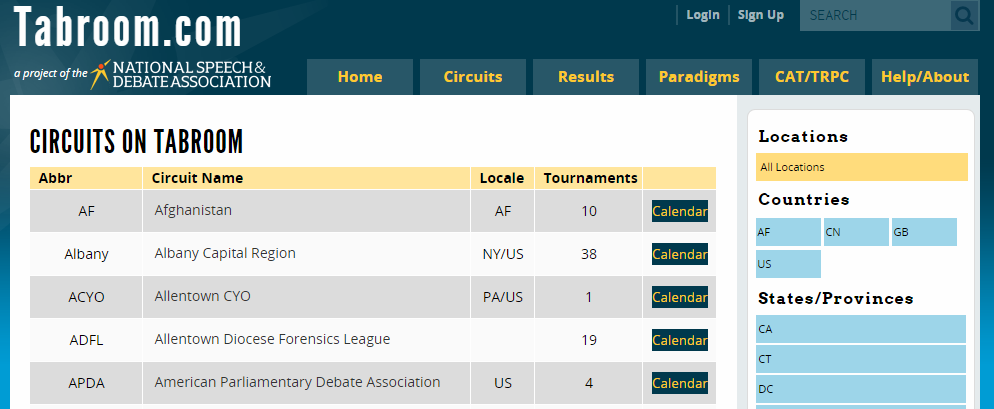 Tabroom.com
Login Sign Up SEARCH
a project of the NATIONAL SPEECH &
DEBATE ASSOCIATION
Home Circuits Results Paradigms CAT/TRPC Help/About
CIRCUITS ON TABROOM
Abbr Circuit Name Locale Tournaments
AF Afghanistan AF 10 Calendar
Albany Albany Capital Region NY/US 38 Calendar
ACYO Allentown CYO PA/US 1 Calendar
ADFL Allentown Diocese Forensics League 19 Calendar
APDA American Parliamentary Debate Association US 4 Calendar
Locations
All Locations
Countries
AF CN GB
US
States/Provinces
CA
CT
DC